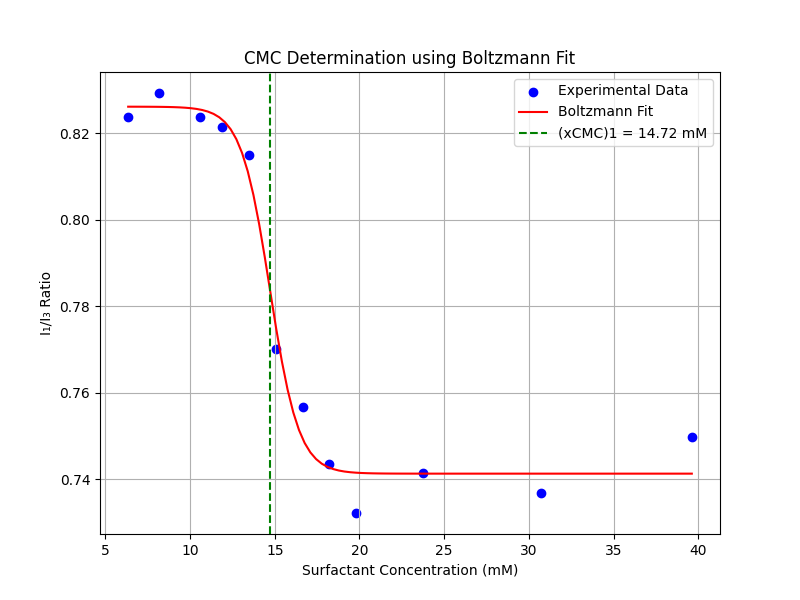 CMC Determination using Boltzmann Fit
Experimental Data
Boltzmann Fit
(xCMC)1 = 14.72 mM
I₁/I₃ Ratio
0.82
0.80
0.78
0.76
0.74
5 10 15 20 25 30 35 40
Surfactant Concentration (mM)